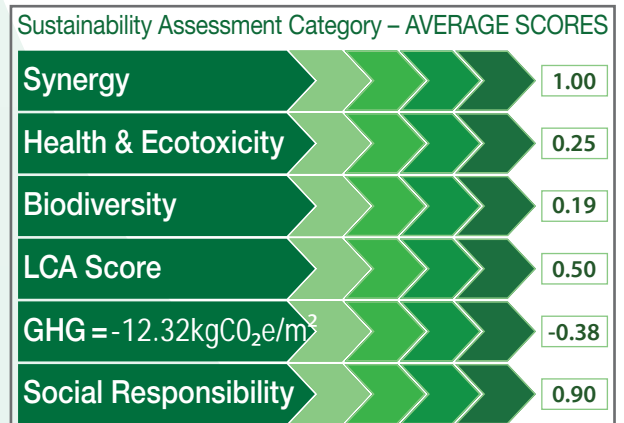 Sustainability Assessment Category – AVERAGE SCORES
Synergy 1.00
Health & Ecotoxicity 0.25
Biodiversity 0.19
LCA Score 0.50
GHG = -12.32kgC0₂e/m² -0.38
Social Responsibility 0.90